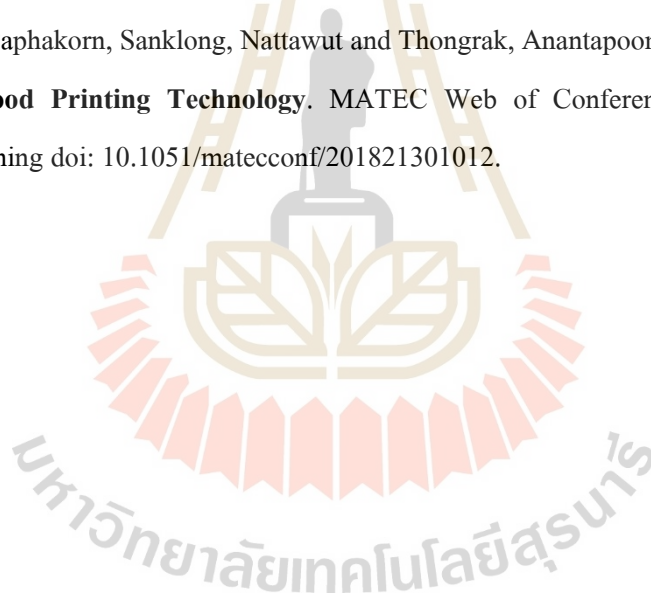 aphakorn, Sanklong, Nattawut and Thongrak, Anantapoom
ood Printing Technology. MATEC Web of Conferen
ning doi: 10.1051/matecconf/201821301012.
มหาวิทยาลัยเทคโนโลยีสุรนารี